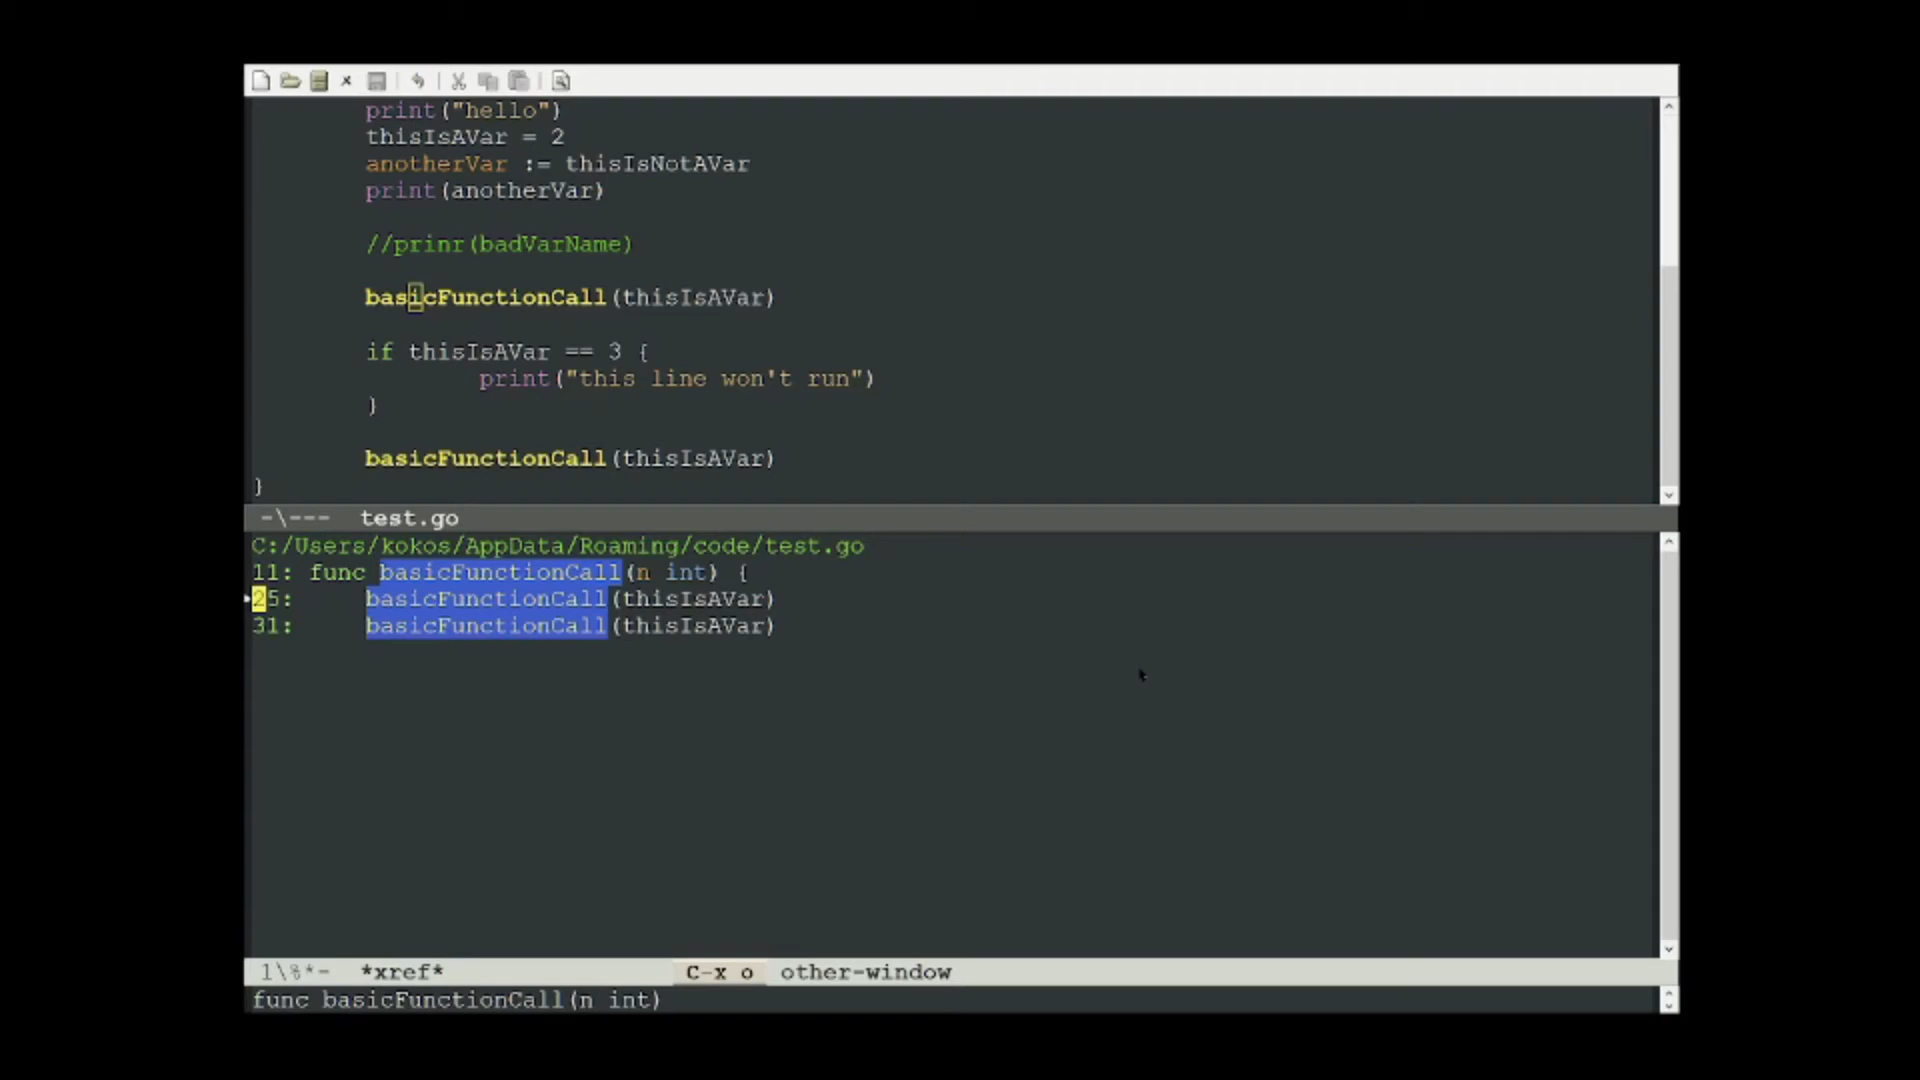 print("hello")
thisIsAVar = 2
anotherVar := thisIsNotAVar
print(anotherVar)
//prinr(badVarName)
basicFunctionCall(thisIsAVar)
if thisIsAVar == 3 {
print("this line won't run")
}
basicFunctionCall(thisIsAVar)
}
-\--- test.go
C:/Users/kokos/AppData/Roaming/code/test.go
11: func basicFunctionCall(n int) {
25: basicFunctionCall(thisIsAVar)
31: basicFunctionCall(thisIsAVar)
1\%*- *xref* C-x o other-window
func basicFunctionCall(n int)